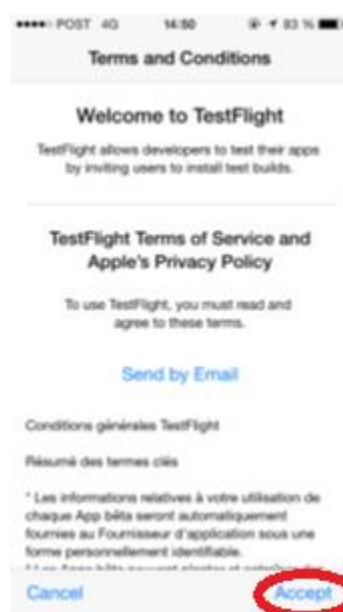 POST 4G 14:50 83 %
Terms and Conditions
Welcome to TestFlight
TestFlight allows developers to test their apps
by inviting users to install test builds.
TestFlight Terms of Service and
Apple's Privacy Policy
To use TestFlight, you must read and
agree to these terms.
Send by Email
Conditions générales TestFlight
Résumé des termes clés
* Les informations relatives à votre utilisation de
chaque App bêta seront automatiquement
fournies au Fournisseur d'application sous une
forme personnellement identifiable.
Cancel Accept